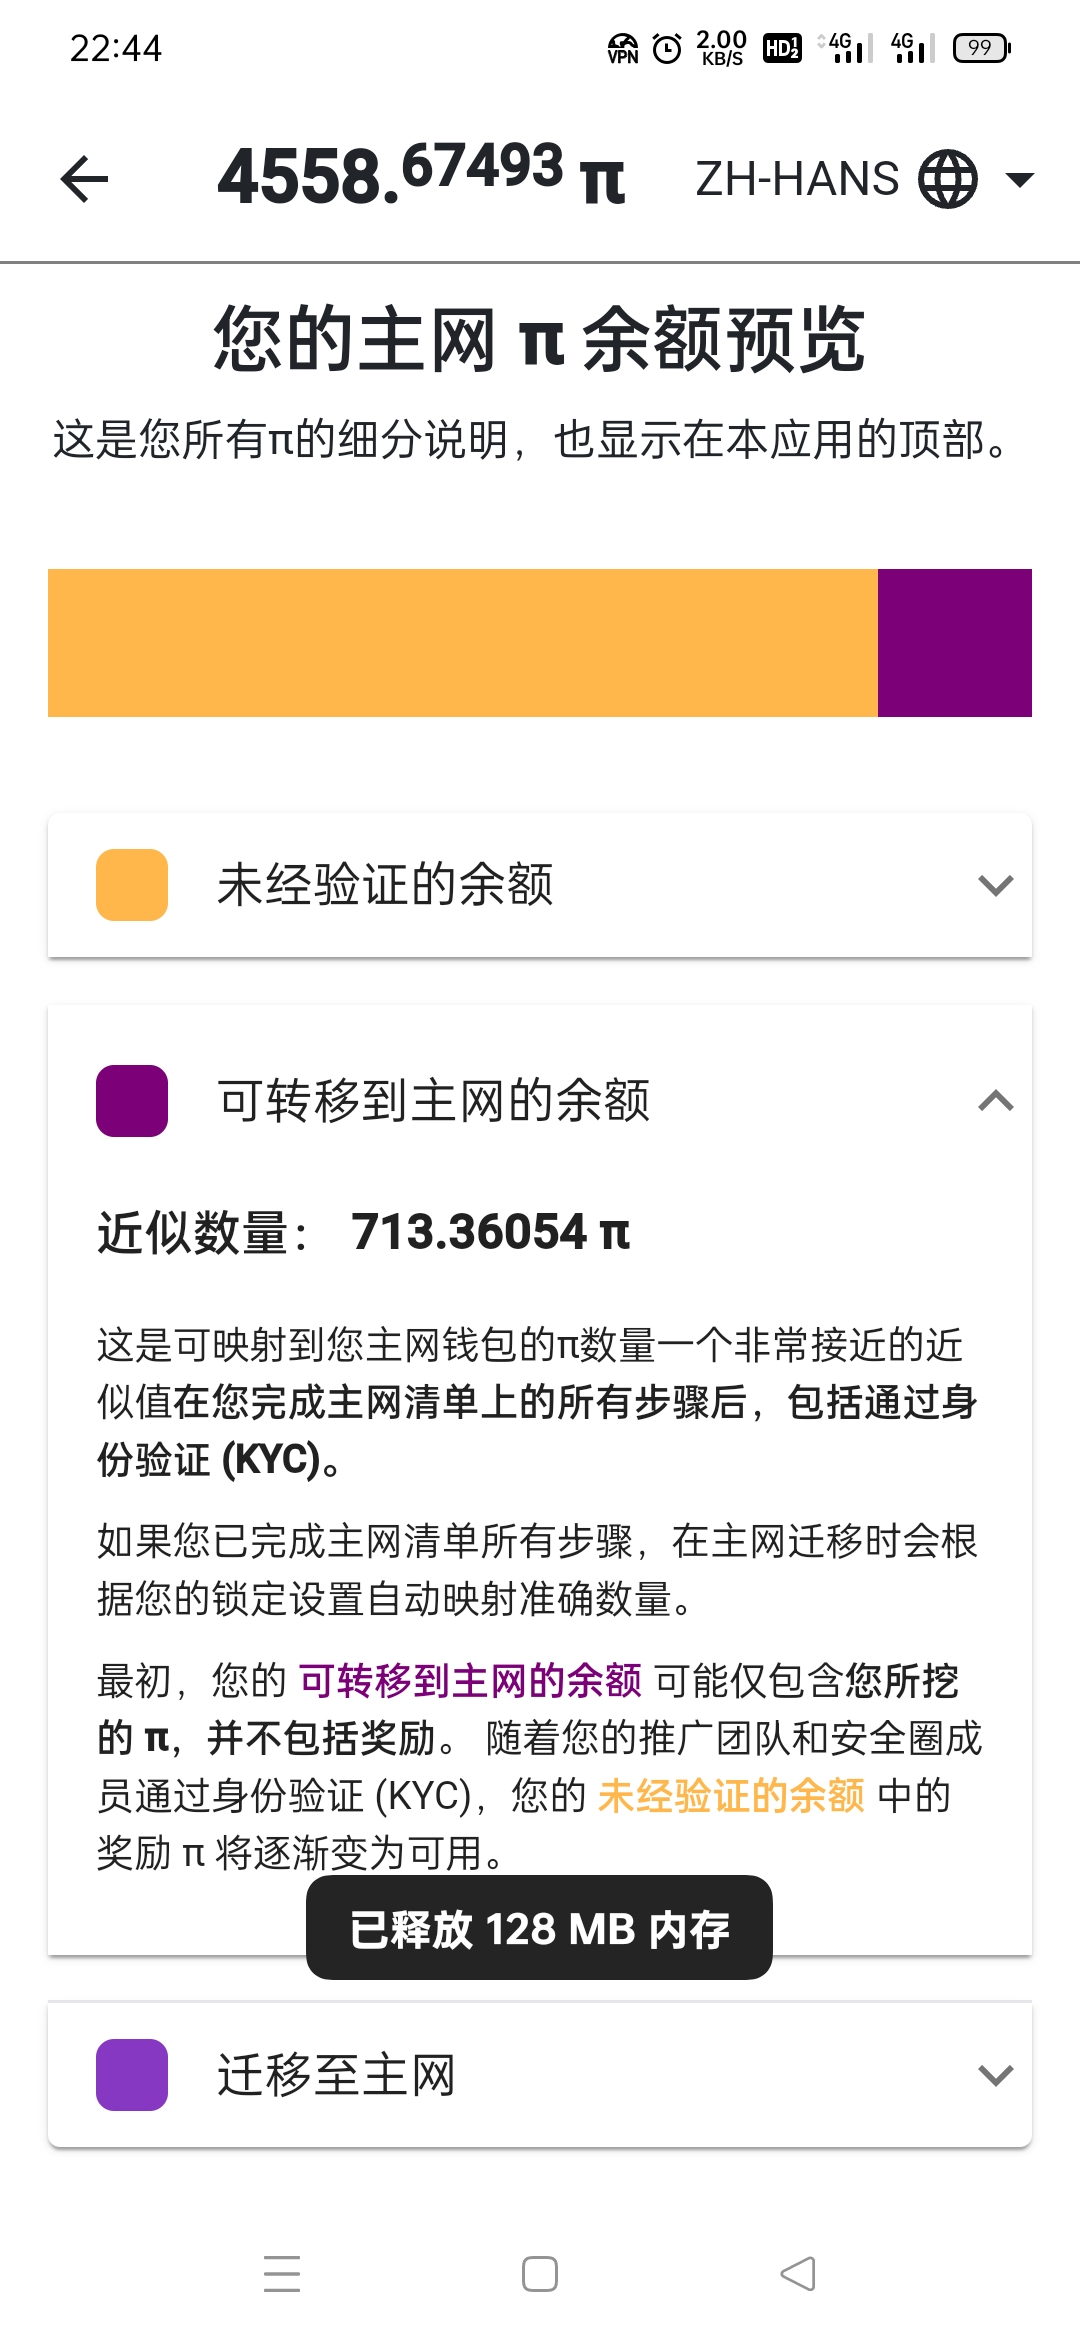 22:44
VPN 2.00 KB/S HD 1 2 4G 4G 99
4558.67493 π ZH-HANS
您的主网 π 余额预览
这是您所有π的细分说明，也显示在本应用的顶部。
未经验证的余额
可转移到主网的余额
近似数量： 713.36054 π
这是可映射到您主网钱包的π数量一个非常接近的近
似值在您完成主网清单上的所有步骤后，包括通过身
份验证 (KYC)。
如果您已完成主网清单所有步骤，在主网迁移时会根
据您的锁定设置自动映射准确数量。
最初，您的 可转移到主网的余额 可能仅包含您所挖
的 π，并不包括奖励。 随着您的推广团队和安全圈成
员通过身份验证 (KYC)，您的 未经验证的余额 中的
奖励 π 将逐渐变为可用。
已释放 128 MB 内存
迁移至主网